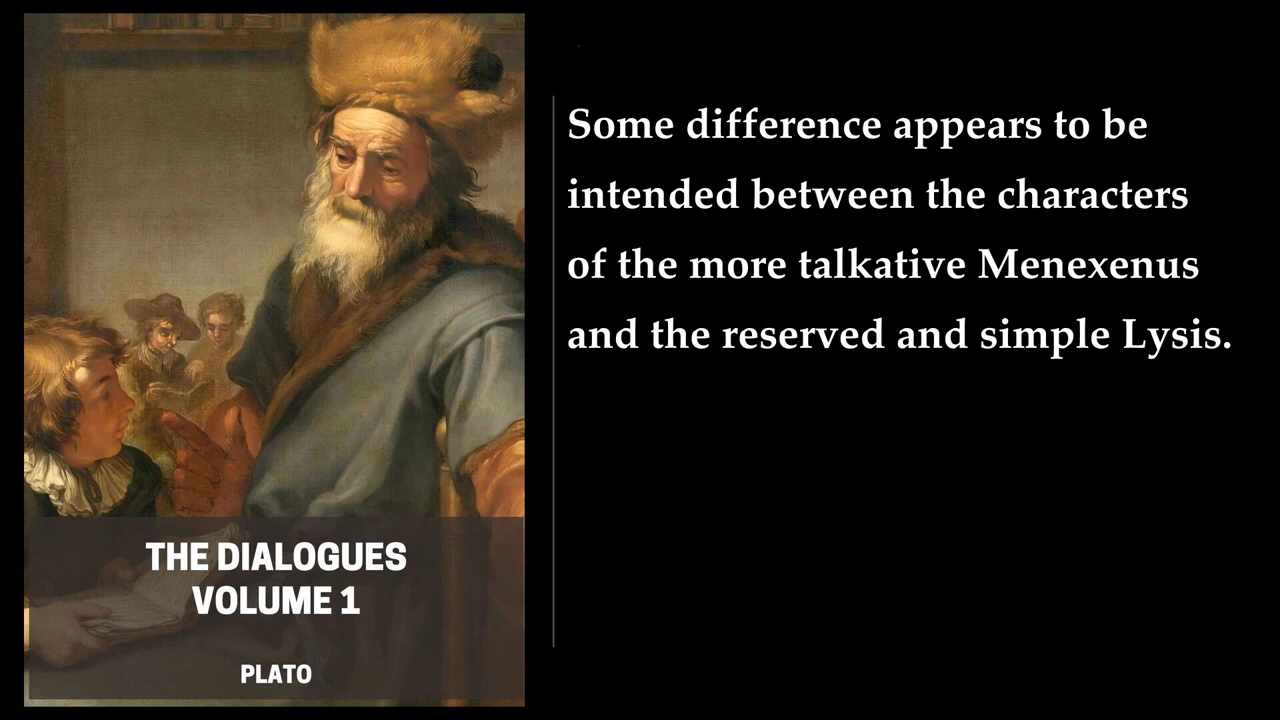 THE DIALOGUES
VOLUME 1
PLATO
Some difference appears to be
intended between the characters
of the more talkative Menexenus
and the reserved and simple Lysis.